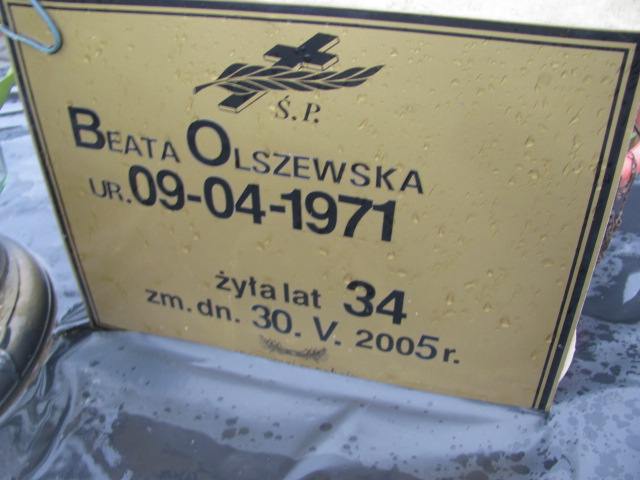 Ś.P.
BEATA OLSZEWSKA
UR. 09-04-1971
żyła lat 34
zm. dn. 30. V. 2005 r.